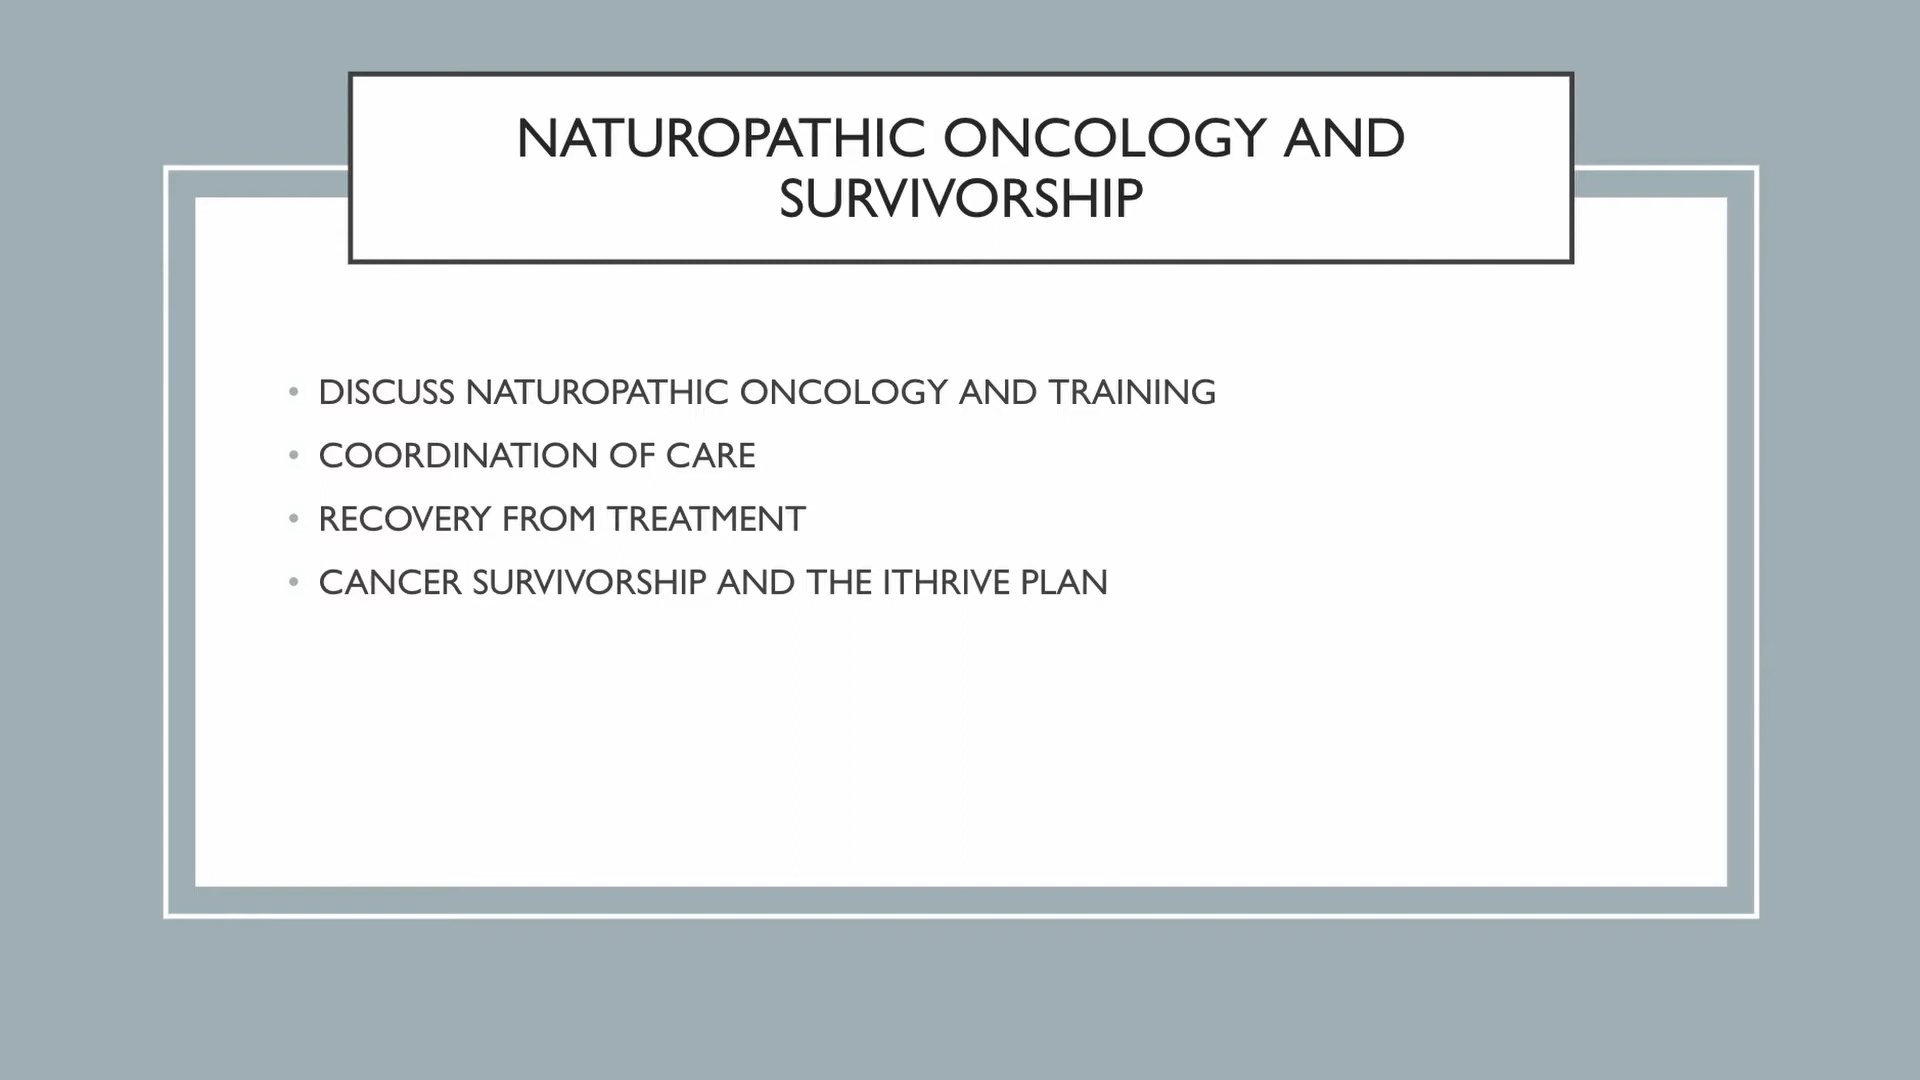 NATUROPATHIC ONCOLOGY AND
SURVIVORSHIP
• DISCUSS NATUROPATHIC ONCOLOGY AND TRAINING
• COORDINATION OF CARE
• RECOVERY FROM TREATMENT
• CANCER SURVIVORSHIP AND THE ITHRIVE PLAN